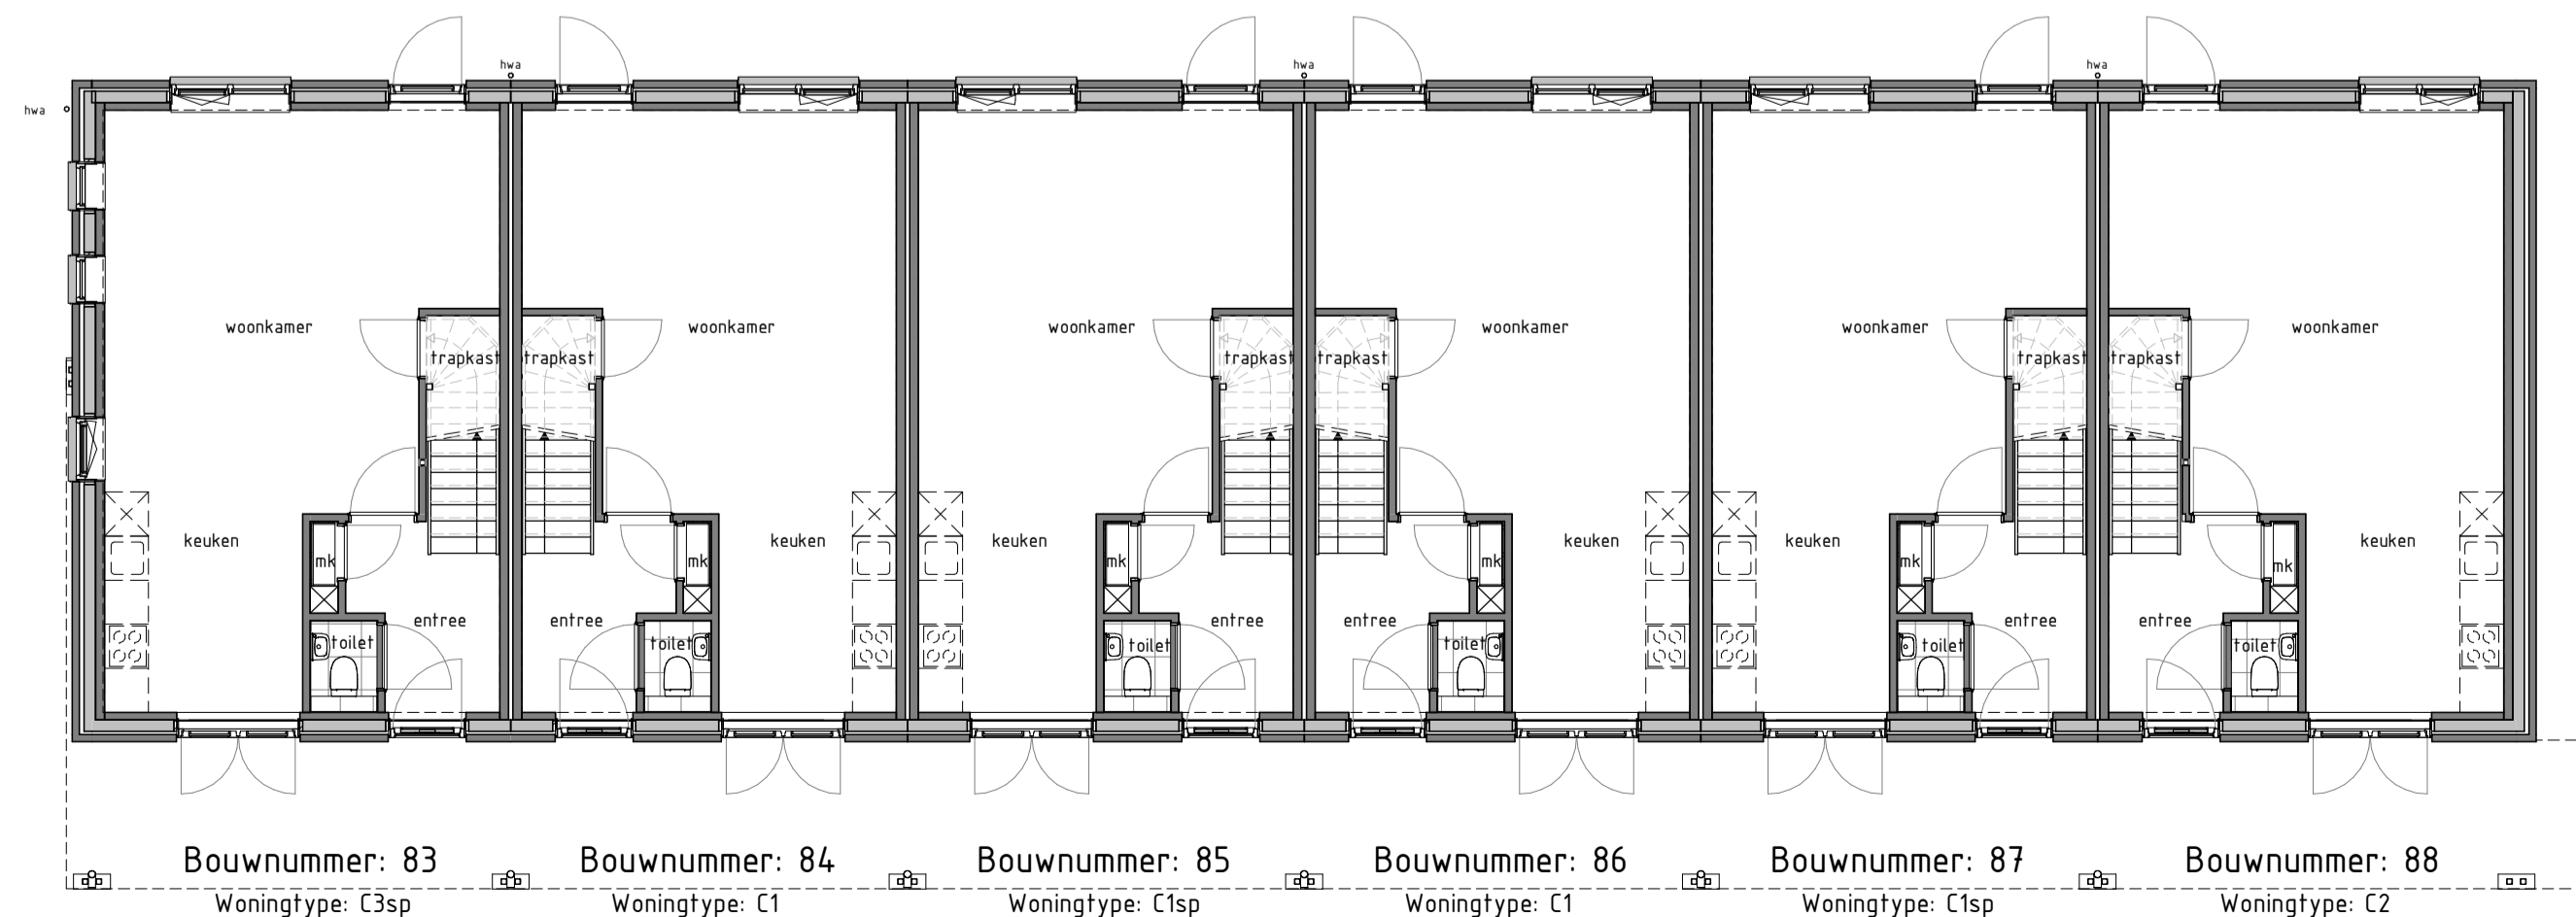 hwa hwa hwa
hwa
woonkamer woonkamer woonkamer woonkamer woonkamer woonkamer
trapkast trapkast trapkast trapkast trapkast trapkast
keuken keuken keuken keuken keuken keuken
mk mk mk mk mk mk
entree entree entree entree entree entree
toilet toilet toilet toilet toilet toilet
Bouwnummer: 83 Bouwnummer: 84 Bouwnummer: 85 Bouwnummer: 86 Bouwnummer: 87 Bouwnummer: 88
Woningtype: C3sp Woningtype: C1 Woningtype: C1sp Woningtype: C1 Woningtype: C1sp Woningtype: C2